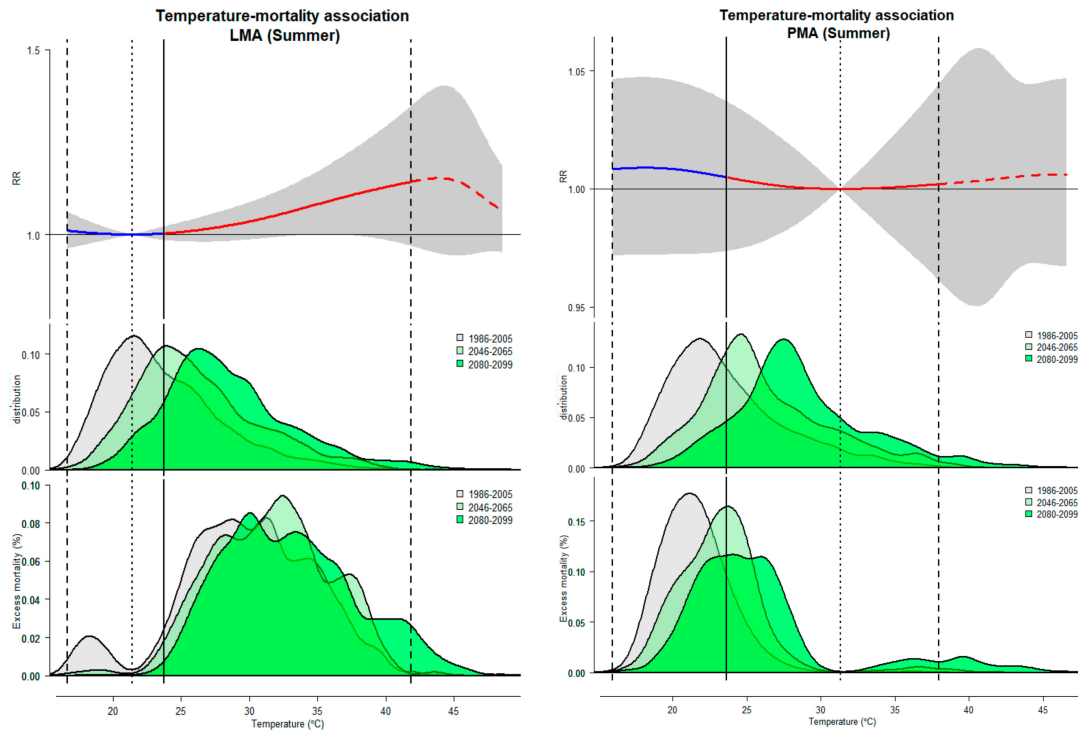 Temperature-mortality association
LMA (Summer)
1.5
1.0
RR
1986-2005
2046-2065
2080-2099
0.10
0.05
0.00
distribution
1986-2005
2046-2065
2080-2099
0.10
0.08
0.06
0.04
0.02
0.00
Excess mortality (%)
20 25 30 35 40 45
Temperature (°C)
Temperature-mortality association
PMA (Summer)
1.05
1.00
0.95
RR
1986-2005
2046-2065
2080-2099
0.10
0.05
0.00
distribution
1986-2005
2046-2065
2080-2099
0.15
0.10
0.05
0.00
Excess mortality (%)
20 25 30 35 40 45
Temperature (°C)